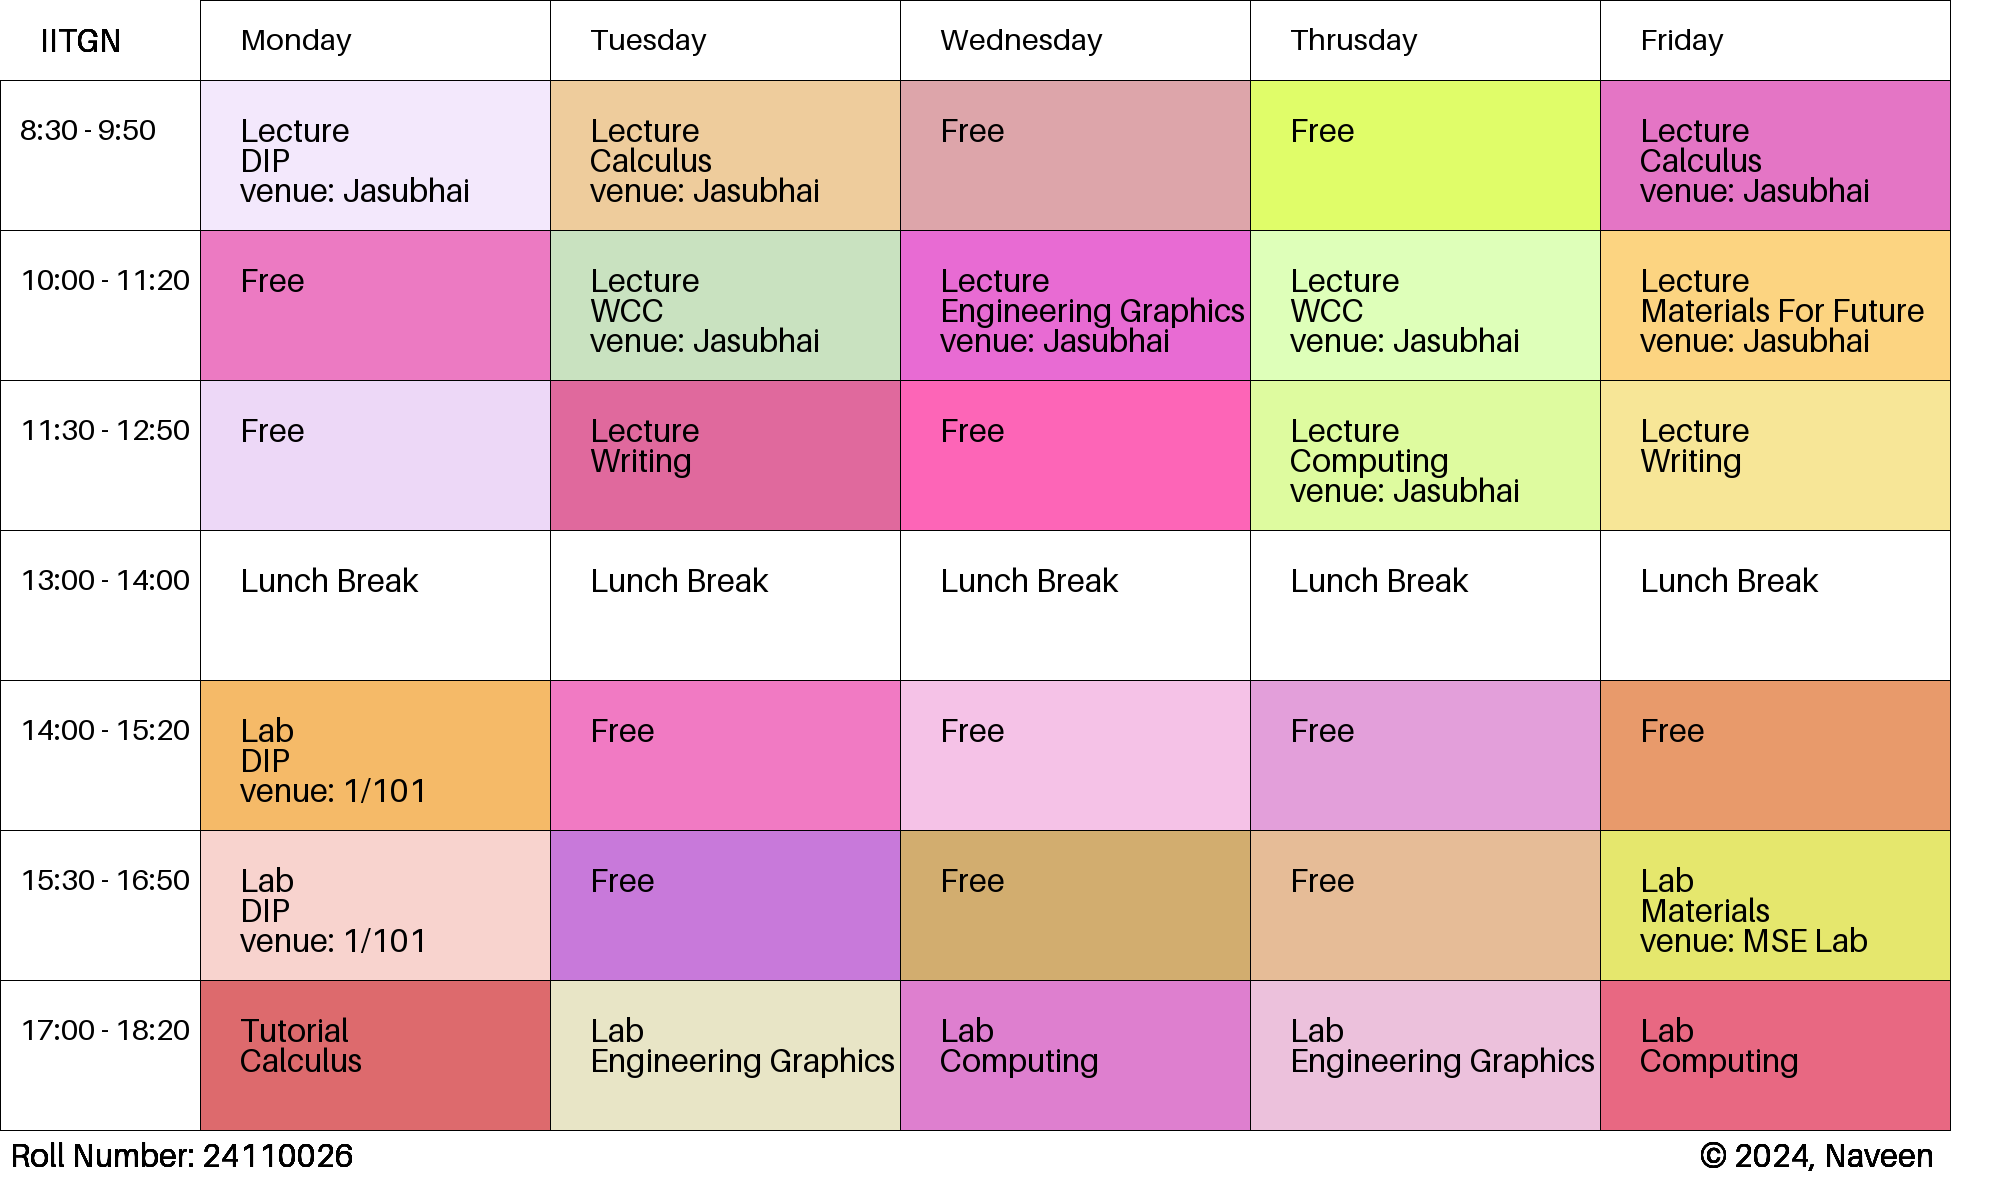 IITGN Monday Tuesday Wednesday Thrusday Friday
8:30 - 9:50
Lecture
DIP
venue: Jasubhai
Lecture
Calculus
venue: Jasubhai
Free
Free
Lecture
Calculus
venue: Jasubhai
10:00 - 11:20
Free
Lecture
WCC
venue: Jasubhai
Lecture
Engineering Graphics
venue: Jasubhai
Lecture
WCC
venue: Jasubhai
Lecture
Materials For Future
venue: Jasubhai
11:30 - 12:50
Free
Lecture
Writing
Free
Lecture
Computing
venue: Jasubhai
Lecture
Writing
13:00 - 14:00
Lunch Break
Lunch Break
Lunch Break
Lunch Break
Lunch Break
14:00 - 15:20
Lab
DIP
venue: 1/101
Free
Free
Free
Free
15:30 - 16:50
Lab
DIP
venue: 1/101
Free
Free
Free
Lab
Materials
venue: MSE Lab
17:00 - 18:20
Tutorial
Calculus
Lab
Engineering Graphics
Lab
Computing
Lab
Engineering Graphics
Lab
Computing
Roll Number: 24110026
© 2024, Naveen